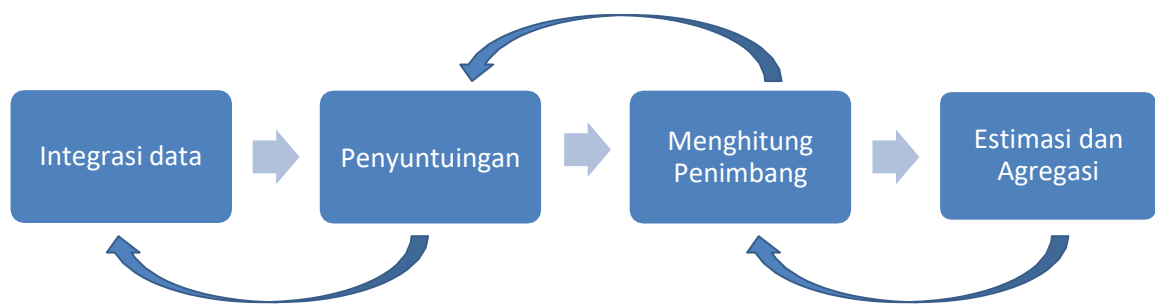 Integrasi data
Penyuntuingan
Menghitung
Penimbang
Estimasi dan
Agregasi